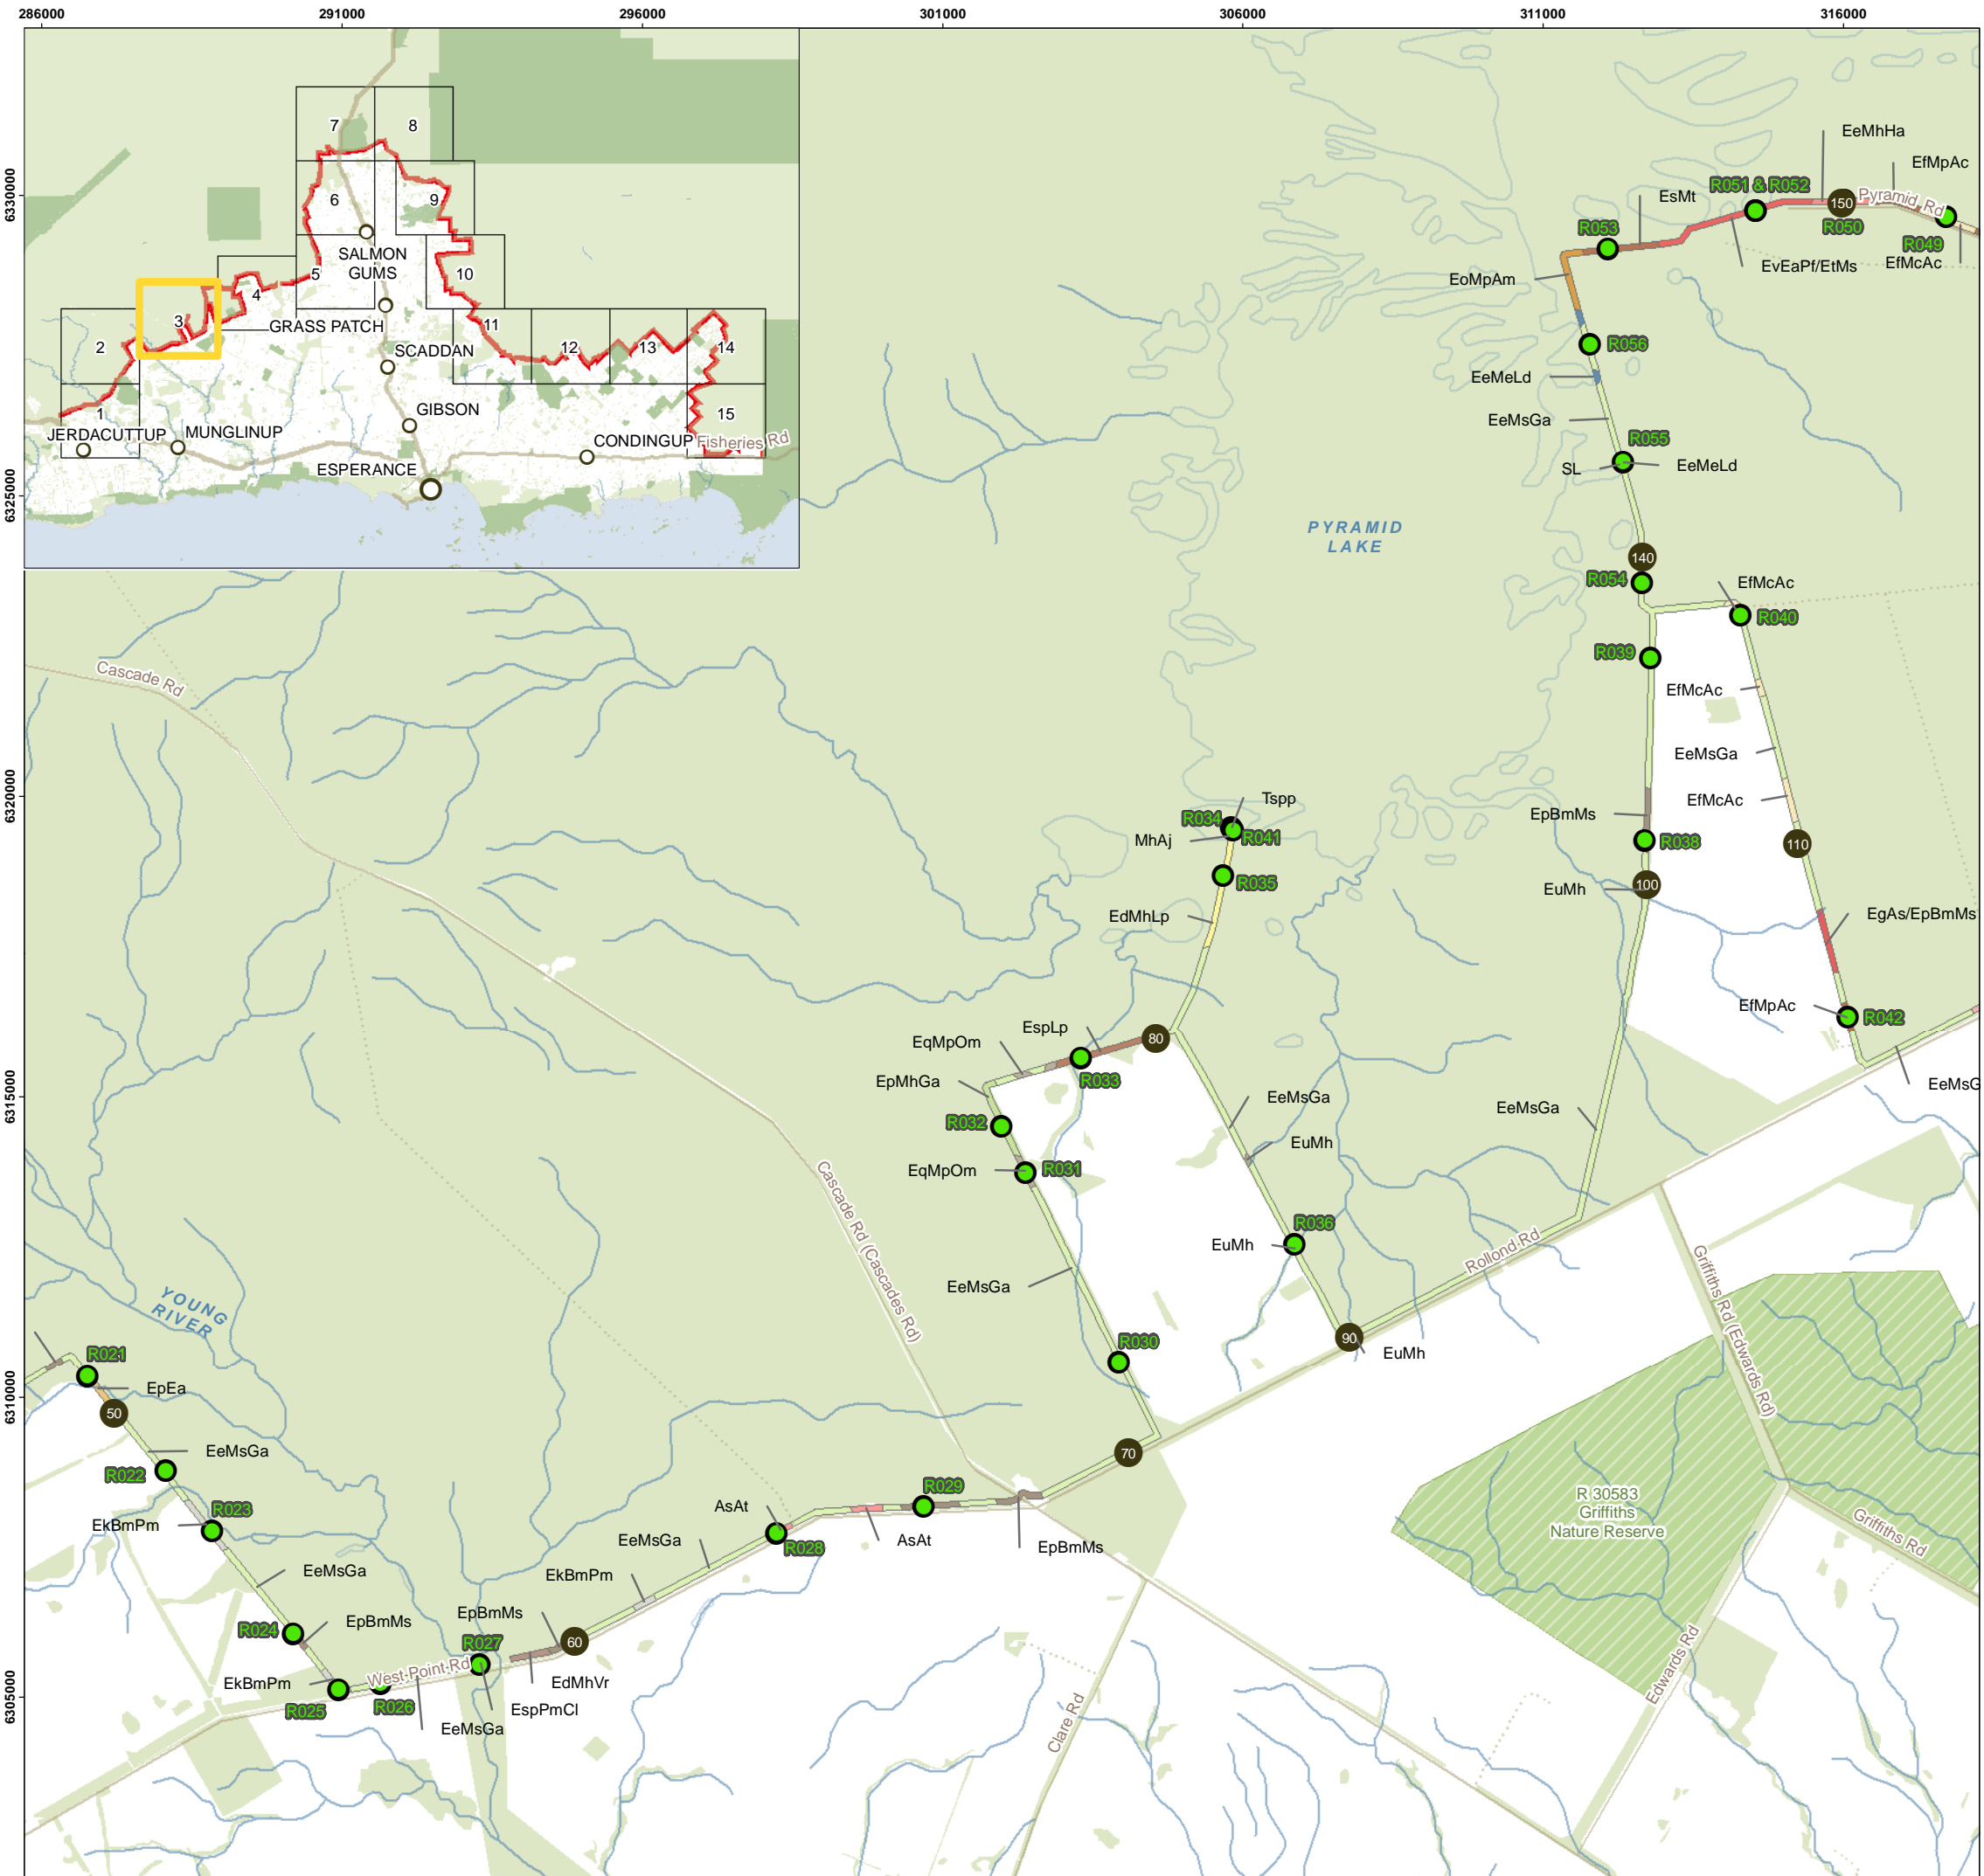 286000 291000 296000 301000 306000 311000 316000
6330000
6325000
6320000
6315000
6310000
6305000
7
8
6
9
SALMON
GUMS
5
10
4
3
GRASS PATCH
11
2
SCADDAN
12
13
14
1
GIBSON
15
JERDACUTTUP
MUNGLINUP
CONDINGUP
Fisheries Rd
ESPERANCE
EeMhHa
EfMpAc
EsMt
R051 & R052
150
Pyramid Rd
R053
R050
R049
EoMpAm
EvEaPf/EtMs
EfMcAc
R056
EeMeLd
EeMsGa
R055
SL
EeMeLd
PYRAMID
LAKE
140
R054
EfMcAc
R040
R039
Cascade Rd
EfMcAc
EeMsGa
Tspp
EfMcAc
R034
EpBmMs
MhAj
R041
R038
110
R035
EuMh
100
EdMhLp
EgAs/EpBmMs
EfMpAc
R042
EspLp
80
EqMpOm
R033
EpMhGa
EeMsG
EeMsGa
EeMsGa
R032
EuMh
EqMpOm
R031
Cascade Rd (Cascades Rd)
R036
EuMh
Rollond Rd
Griffiths Rd (Edwards Rd)
EeMsGa
YOUNG
RIVER
R030
90
EuMh
R021
EpEa
50
EeMsGa
70
R022
R029
R 30583
Griffiths
Nature Reserve
R023
AsAt
EkBmPm
EeMsGa
R028
AsAt
EpBmMs
Griffiths Rd
EeMsGa
EkBmPm
EpBmMs
EpBmMs
R024
R027
60
West Point Rd
EkBmPm
EdMhVr
R025
R026
EspPmCl
EeMsGa
Clare Rd
Edwards Rd